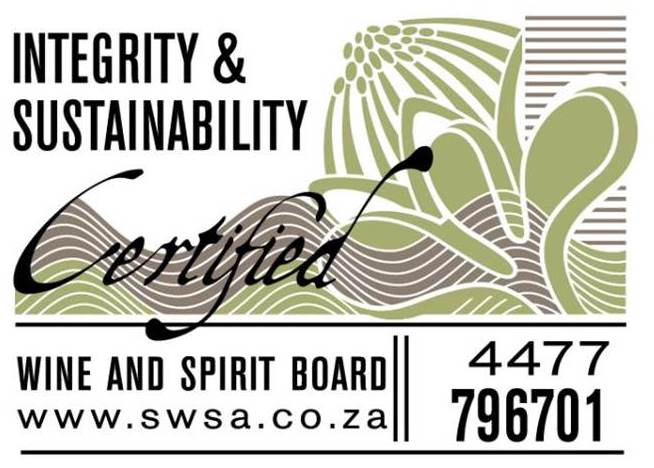 INTEGRITY &
SUSTAINABILITY
Certified
WINE AND SPIRIT BOARD
www.swsa.co.za
4477
796701